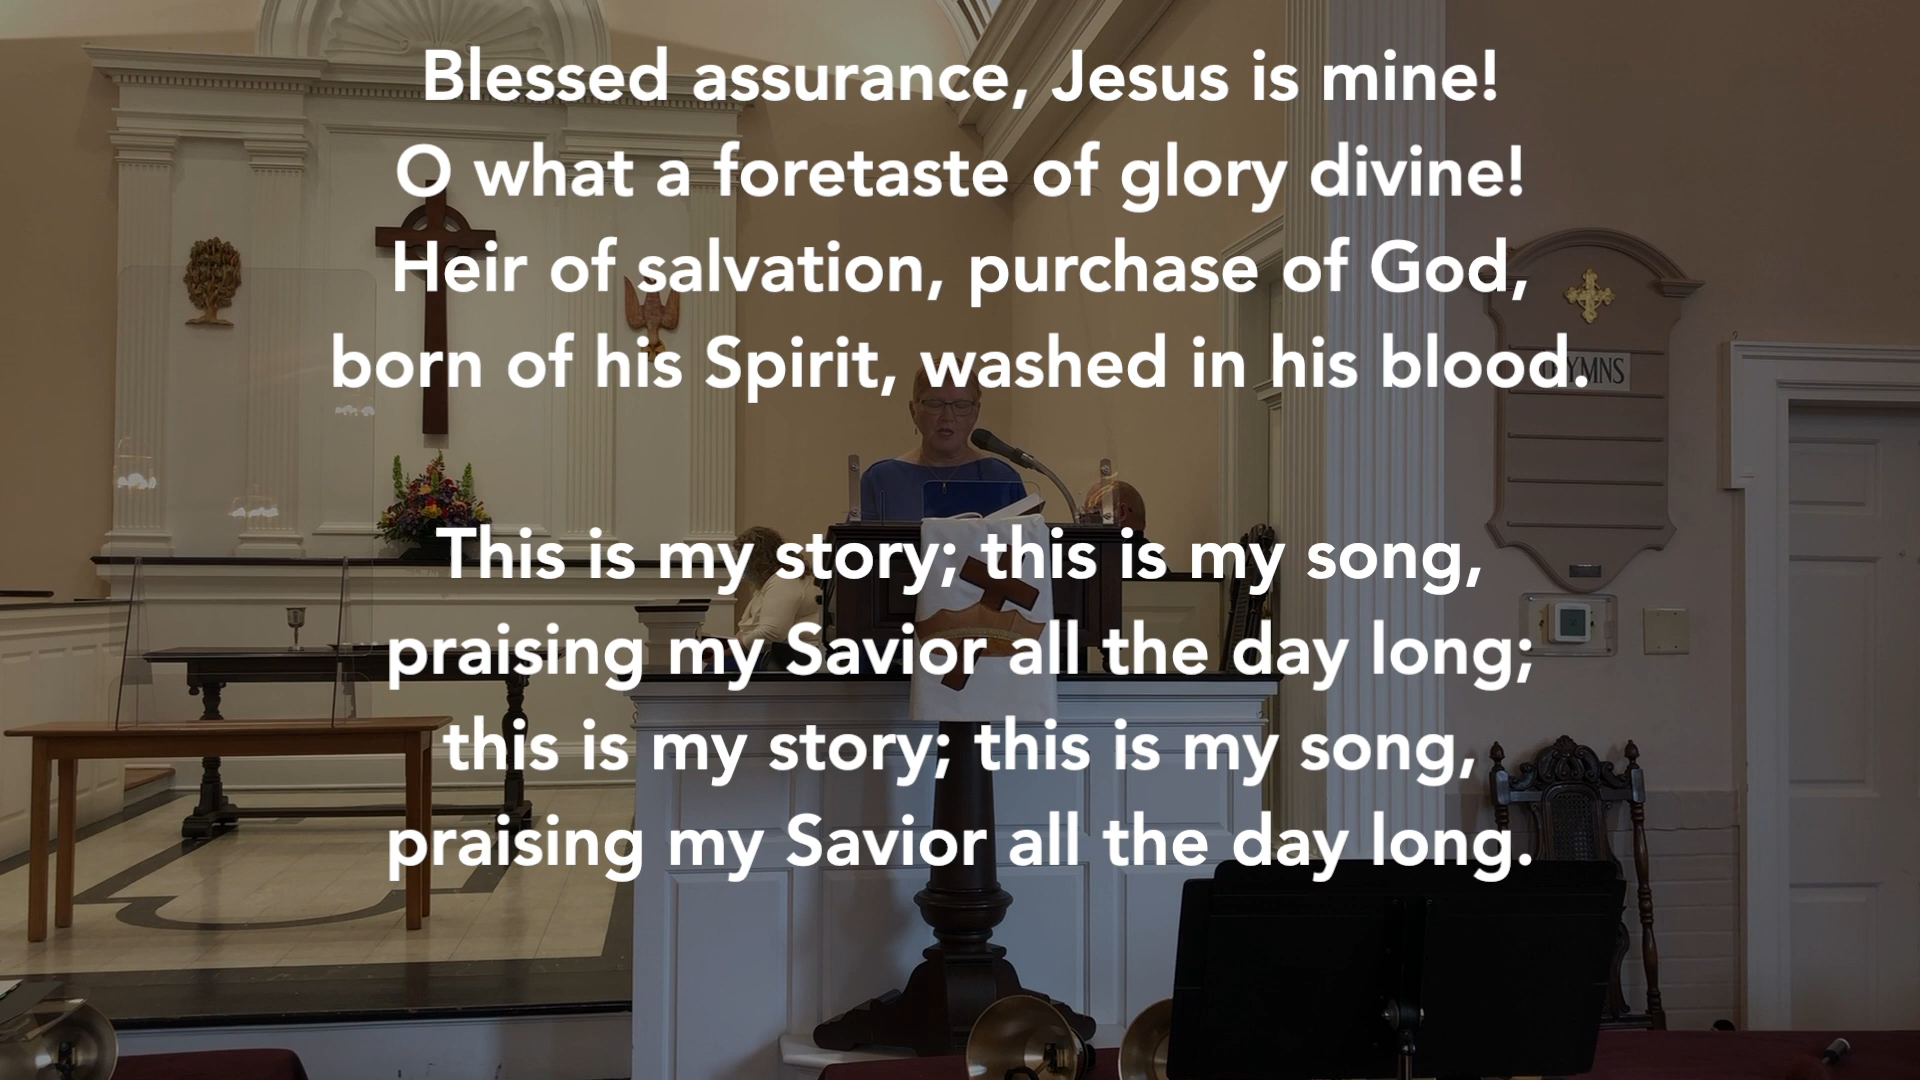 Blessed assurance, Jesus is mine!
O what a foretaste of glory divine!
Heir of salvation, purchase of God,
born of his Spirit, washed in his blood.
HYMNS
This is my story; this is my song,
praising my Savior all the day long;
this is my story; this is my song,
praising my Savior all the day long.